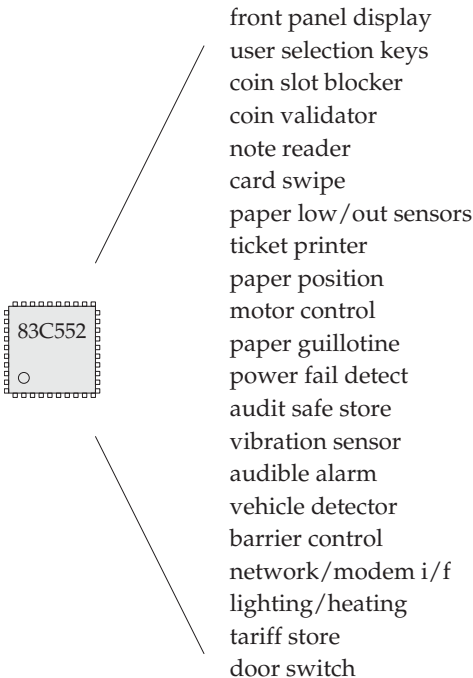 front panel display
user selection keys
coin slot blocker
coin validator
note reader
card swipe
paper low/out sensors
ticket printer
paper position
motor control
83C552
paper guillotine
power fail detect
audit safe store
vibration sensor
audible alarm
vehicle detector
barrier control
network/modem i/f
lighting/heating
tariff store
door switch